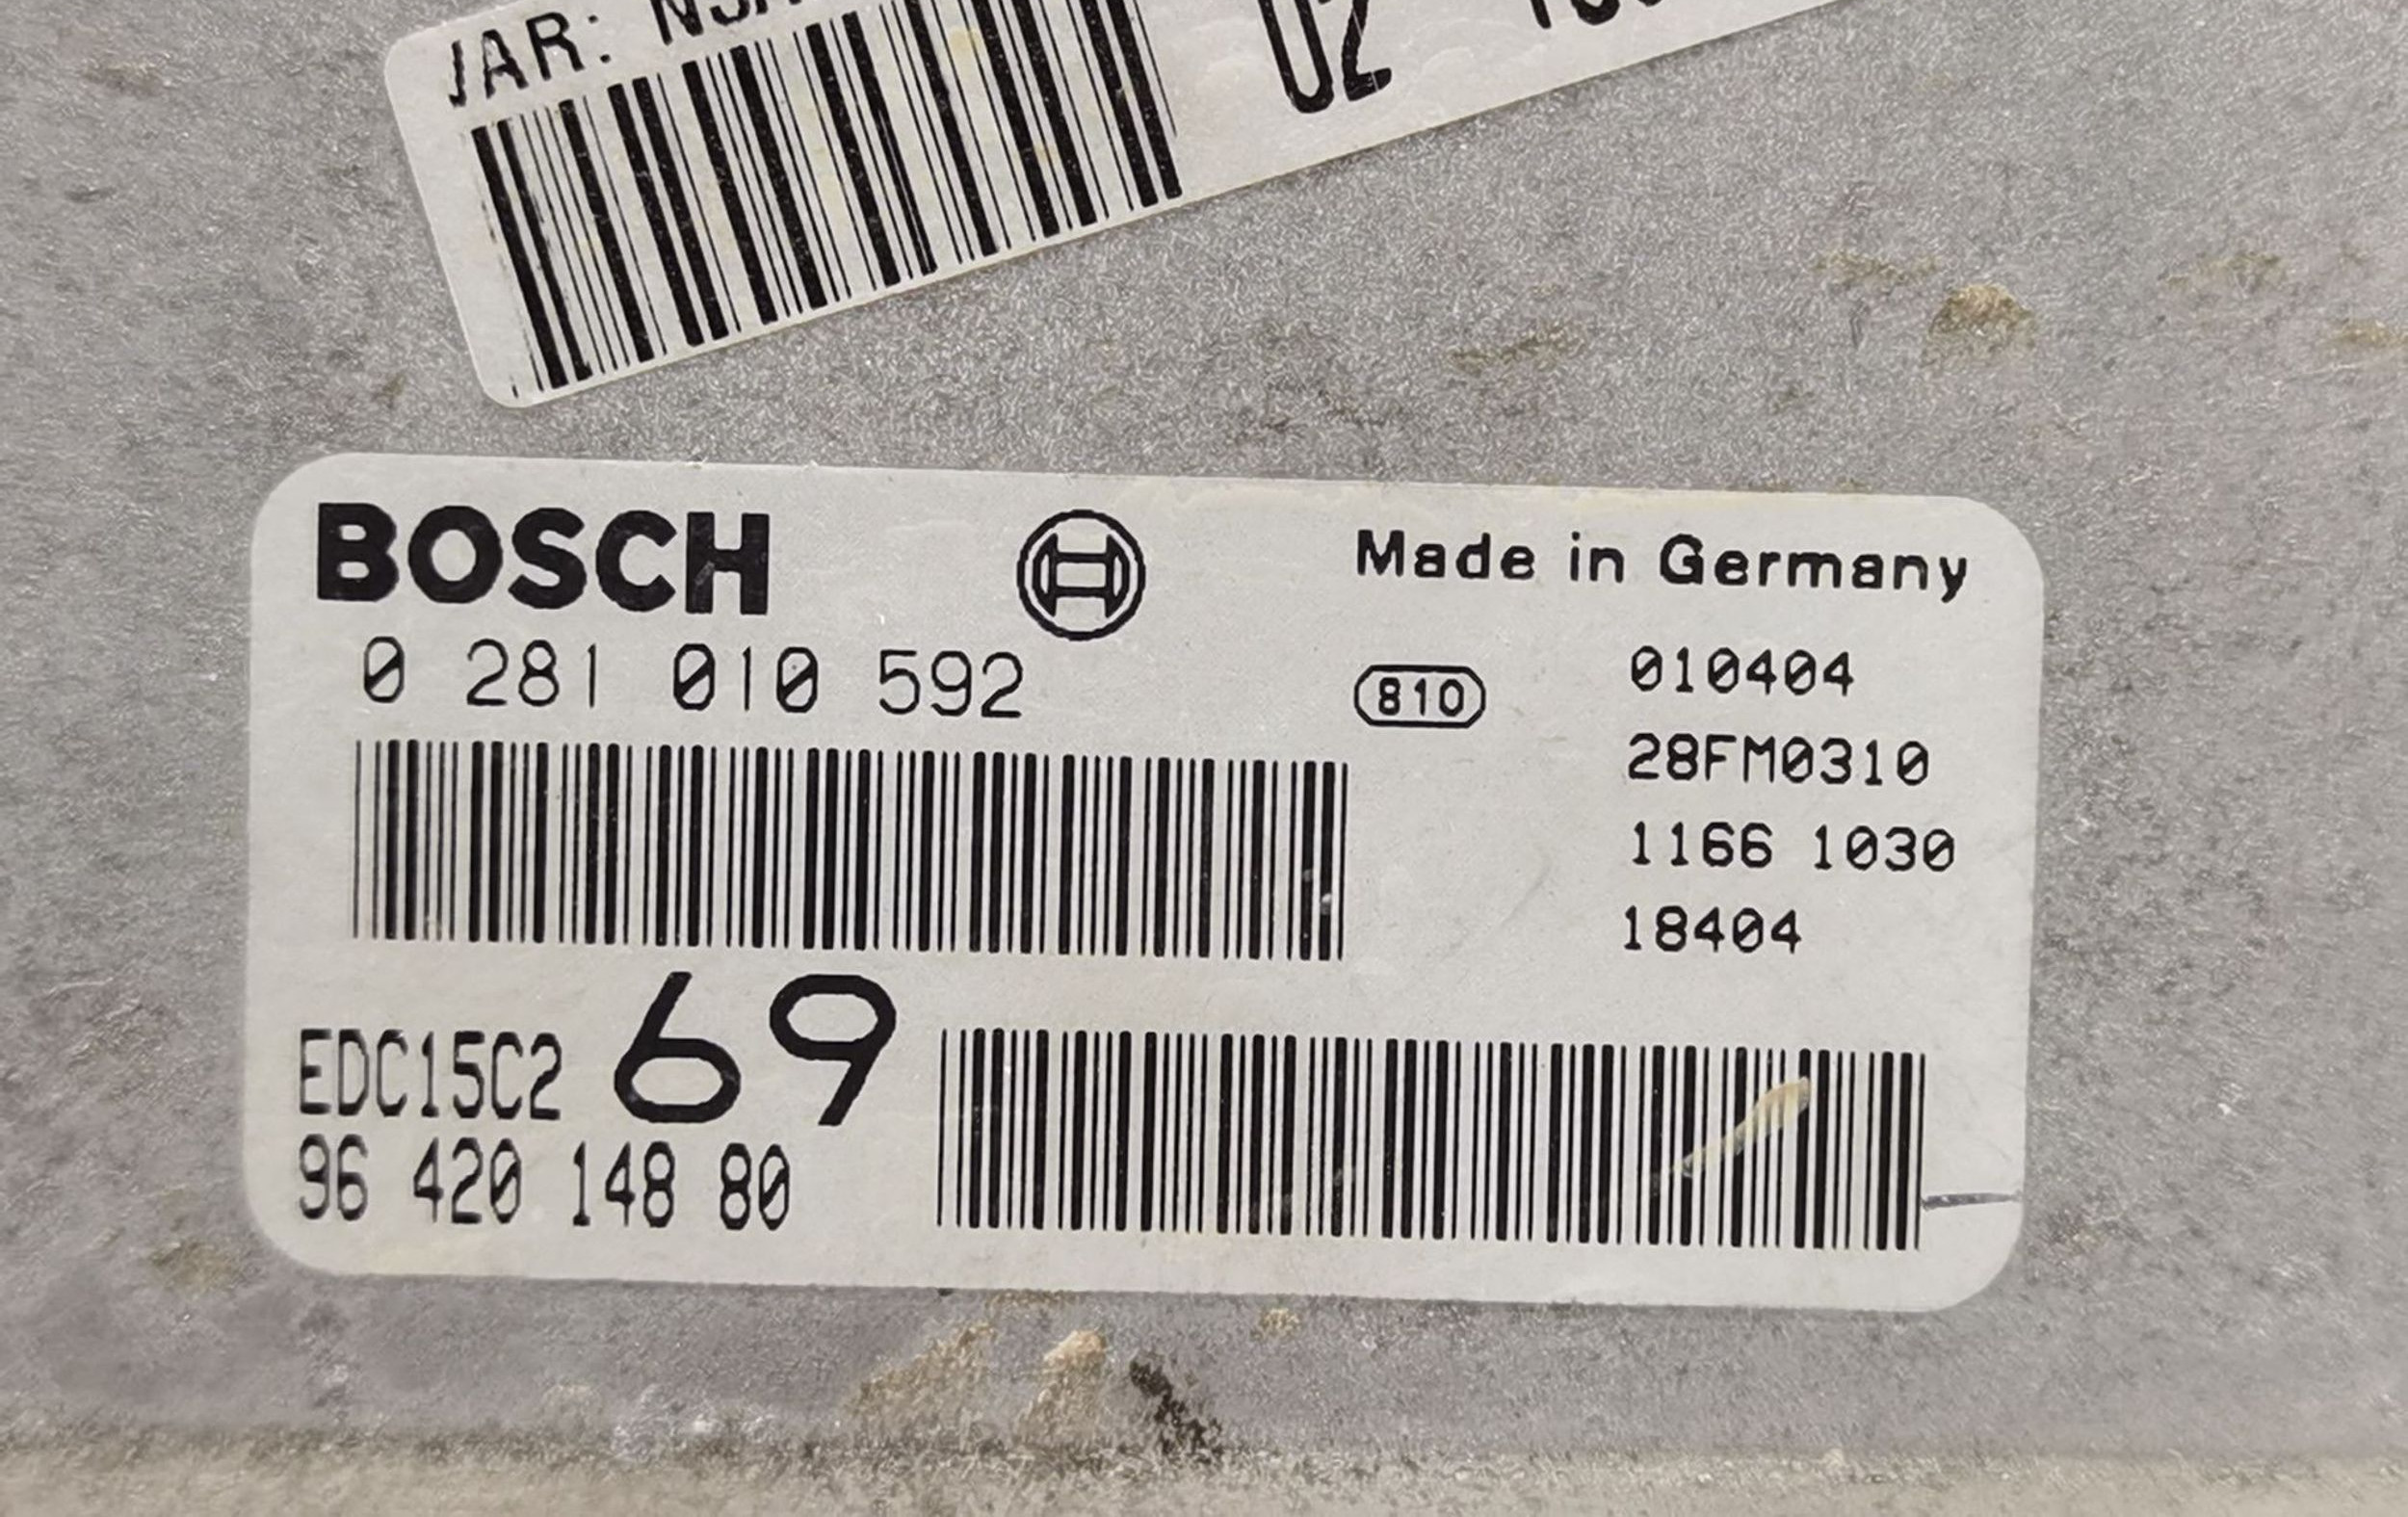 JAR:
02
BOSCH
Made in Germany
0 281 010 592
810
010404
28FM0310
1166 1030
18404
EDC15C2 69
96 420 148 80